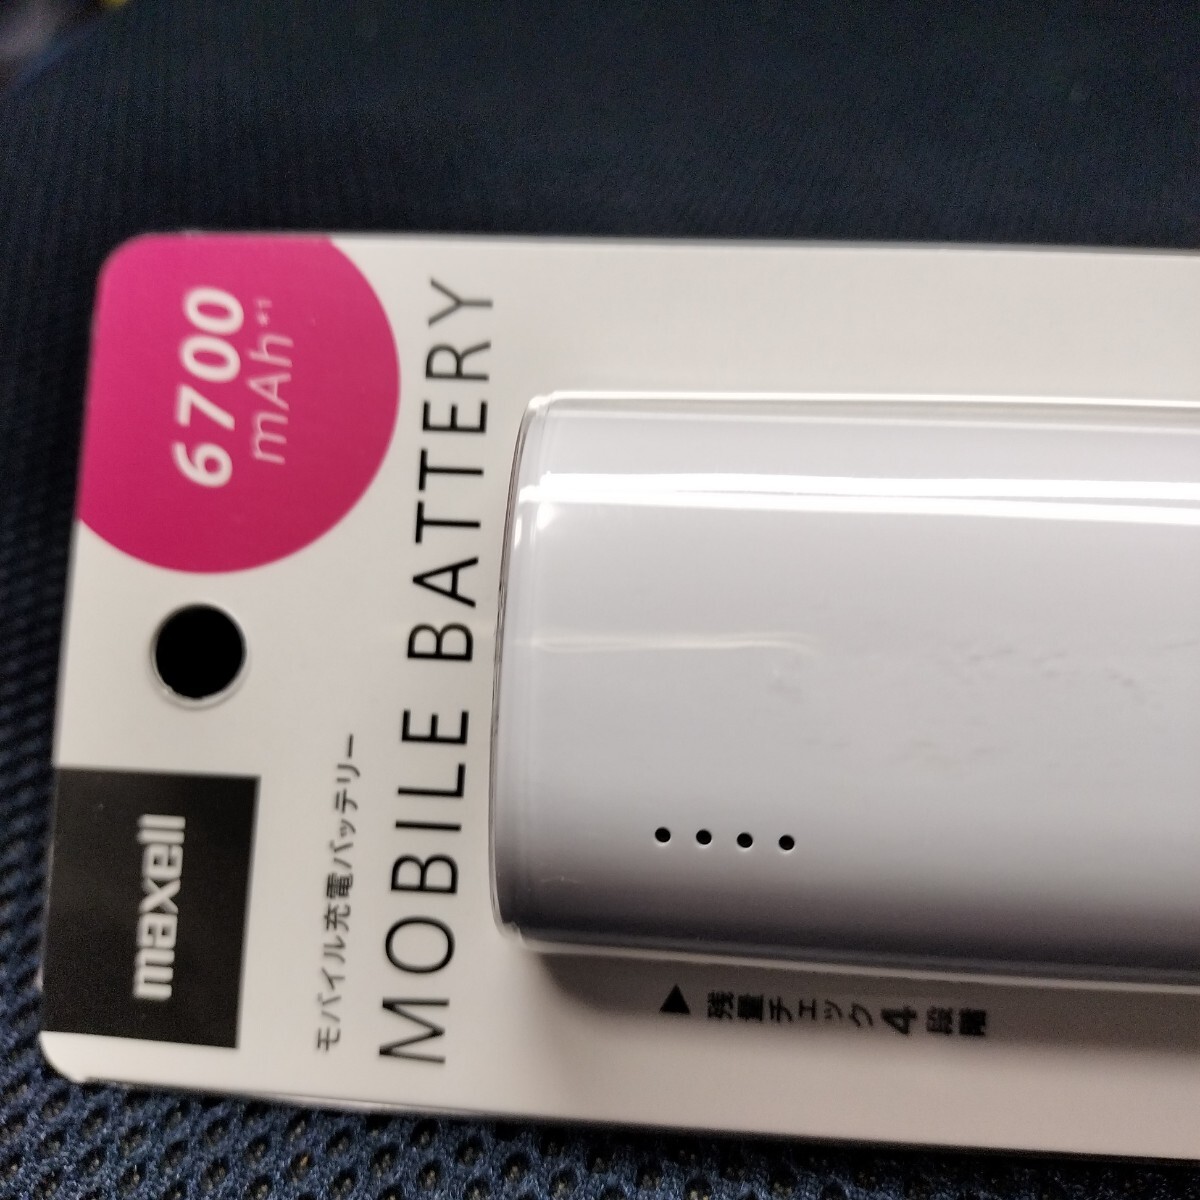 maxell
6700
mAh*1
モバイル充電バッテリー
MOBILE BATTERY
▶残量チェック4段階